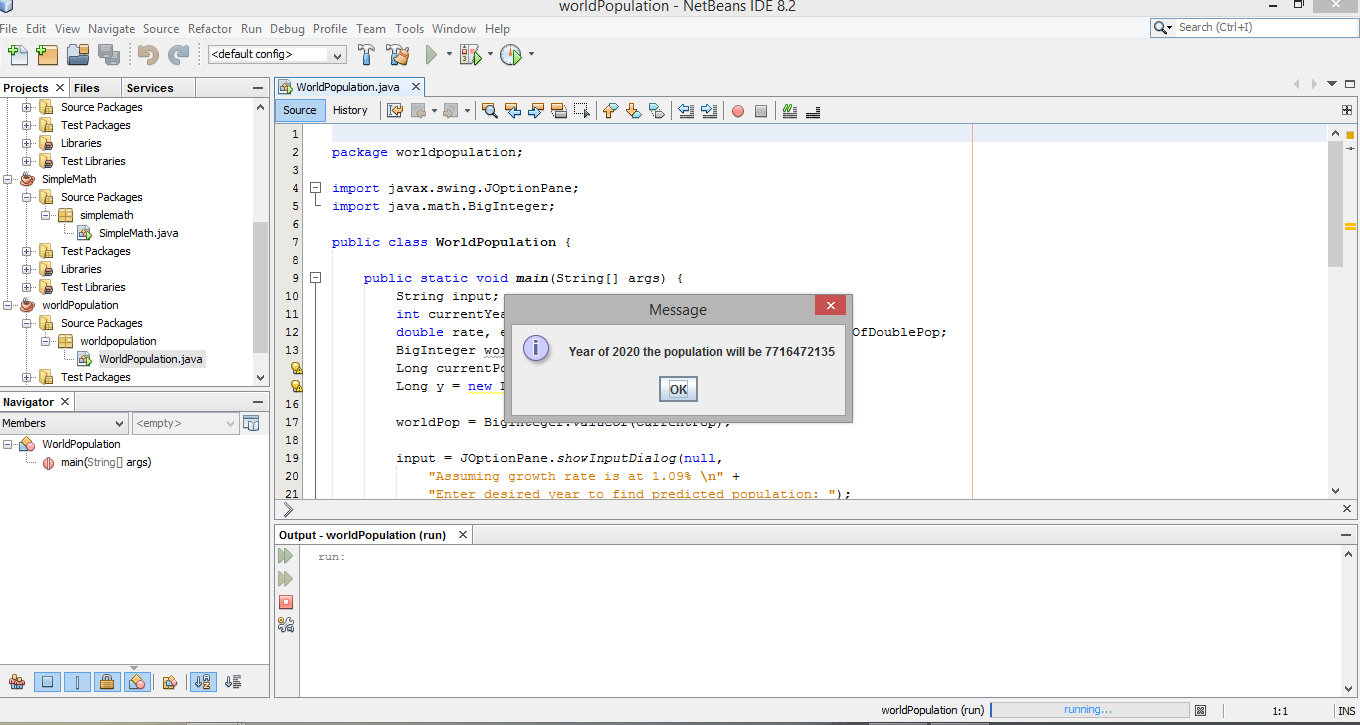 worldPopulation - NetBeans IDE 8.2
File Edit View Navigate Source Refactor Run Debug Profile Team Tools Window Help
Search (Ctrl+I)
<default config>
Projects Files Services
Source Packages
Test Packages
Libraries
Test Libraries
SimpleMath
Source Packages
simplemath
SimpleMath.java
Test Packages
Libraries
Test Libraries
worldPopulation
Source Packages
worldpopulation
WorldPopulation.java
Test Packages
Navigator
Members <empty>
WorldPopulation
main(String[] args)
WorldPopulation.java
Source History
1
2 package worldpopulation;
3
4 import javax.swing.JOptionPane;
5 import java.math.BigInteger;
6
7 public class WorldPopulation {
8
9 public static void main(String[] args) {
10 String input;
11 int currentYea
12 double rate, e OfDoublePop;
13 BigInteger wor
Long currentPo
Long y = new
16
17 worldPop = BigInteger.valueOf(currentPop);
18
19 input = JOptionPane.showInputDialog(null,
20 "Assuming growth rate is at 1.09% \n" +
21 "Enter desired year to find predicted population: ");
Message
Year of 2020 the population will be 7716472135
OK
Output - worldPopulation (run)
run:
worldPopulation (run) running... 1:1 INS